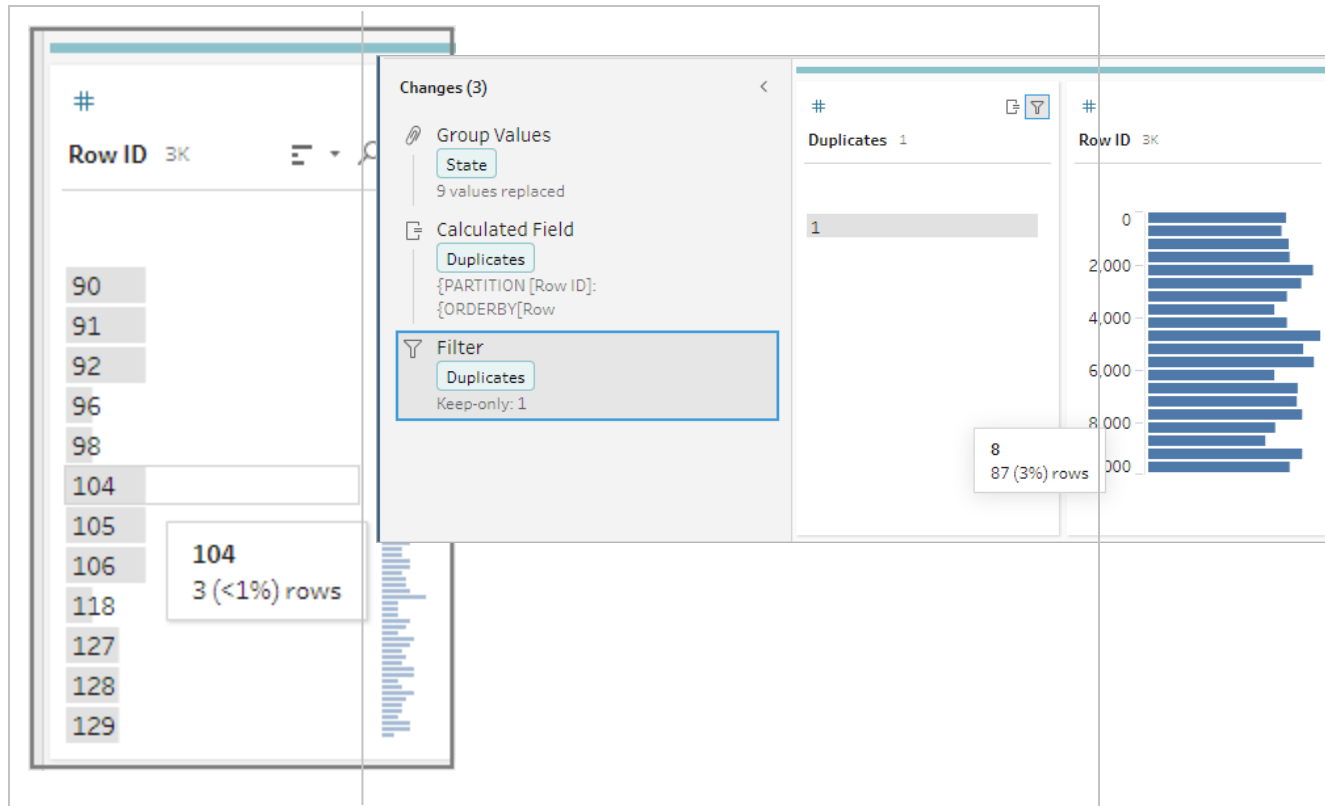 #
Row ID 3K
90
91
92
96
98
104
105
106
118
127
128
129
104
3 (<1%) rows
Changes (3)
Group Values
State
9 values replaced
Calculated Field
Duplicates
{PARTITION [Row ID]:
{ORDERBY[Row
Filter
Duplicates
Keep-only: 1
#
Duplicates 1
1
8
87 (3%) rows
#
Row ID 3K
0
2,000
4,000
6,000
8,000
000